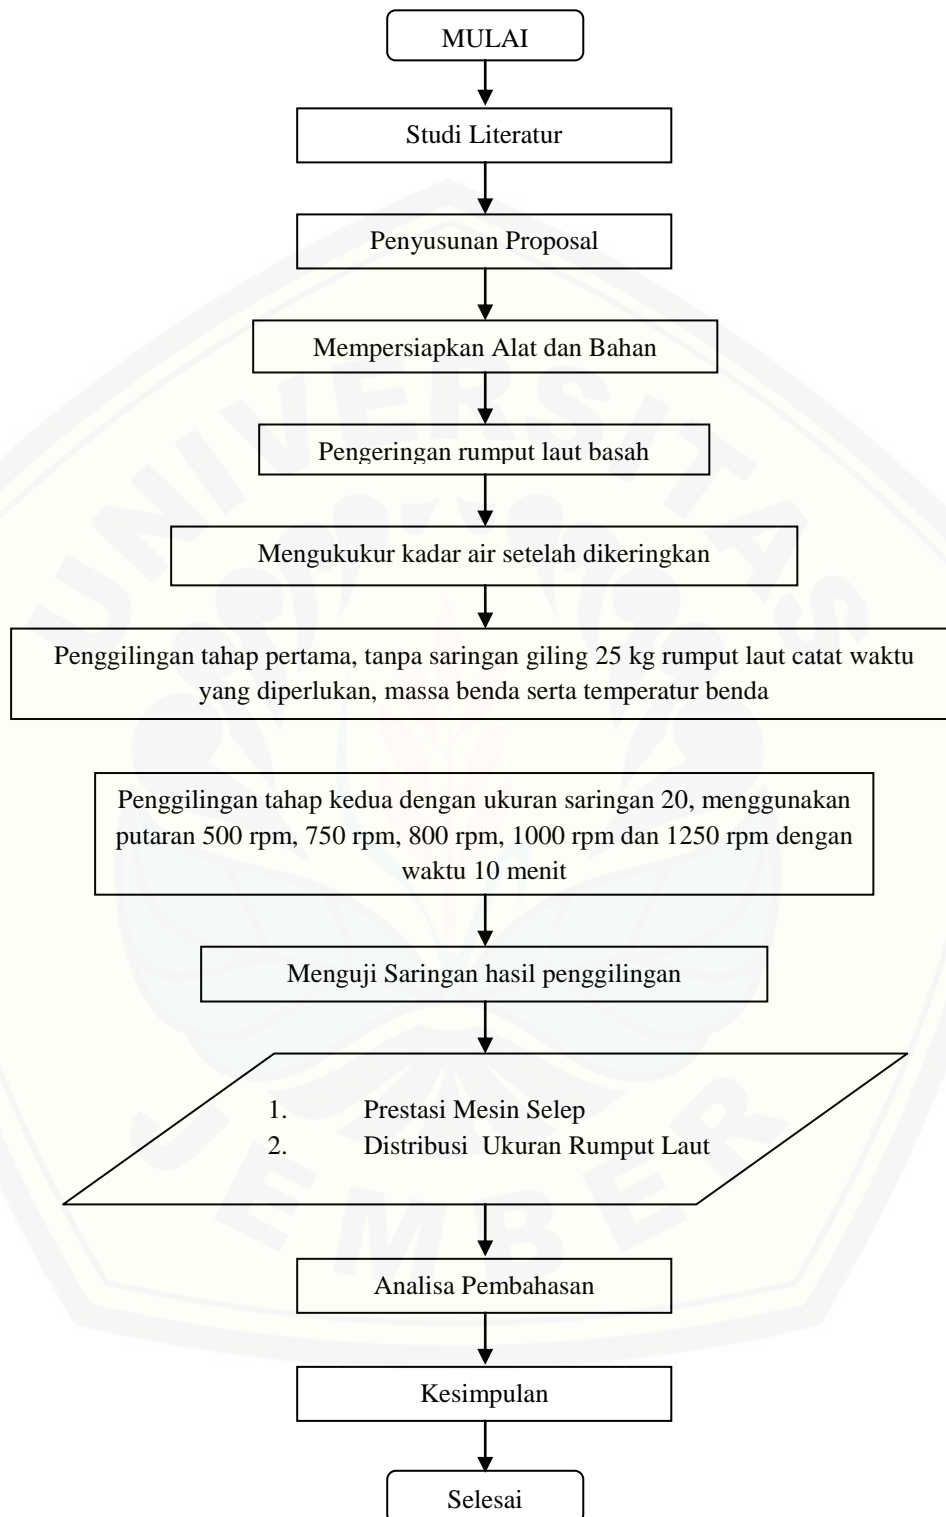 MULAI
Studi Literatur
Penyusunan Proposal
Mempersiapkan Alat dan Bahan
Pengeringan rumput laut basah
Mengukukur kadar air setelah dikeringkan
Penggilingan tahap pertama, tanpa saringan giling 25 kg rumput laut catat waktu
yang diperlukan, massa benda serta temperatur benda
Penggilingan tahap kedua dengan ukuran saringan 20, menggunakan
putaran 500 rpm, 750 rpm, 800 rpm, 1000 rpm dan 1250 rpm dengan
waktu 10 menit
Menguji Saringan hasil penggilingan
1. Prestasi Mesin Selep
2. Distribusi Ukuran Rumput Laut
Analisa Pembahasan
Kesimpulan
Selesai
UNIVERSITAS
JEMBER